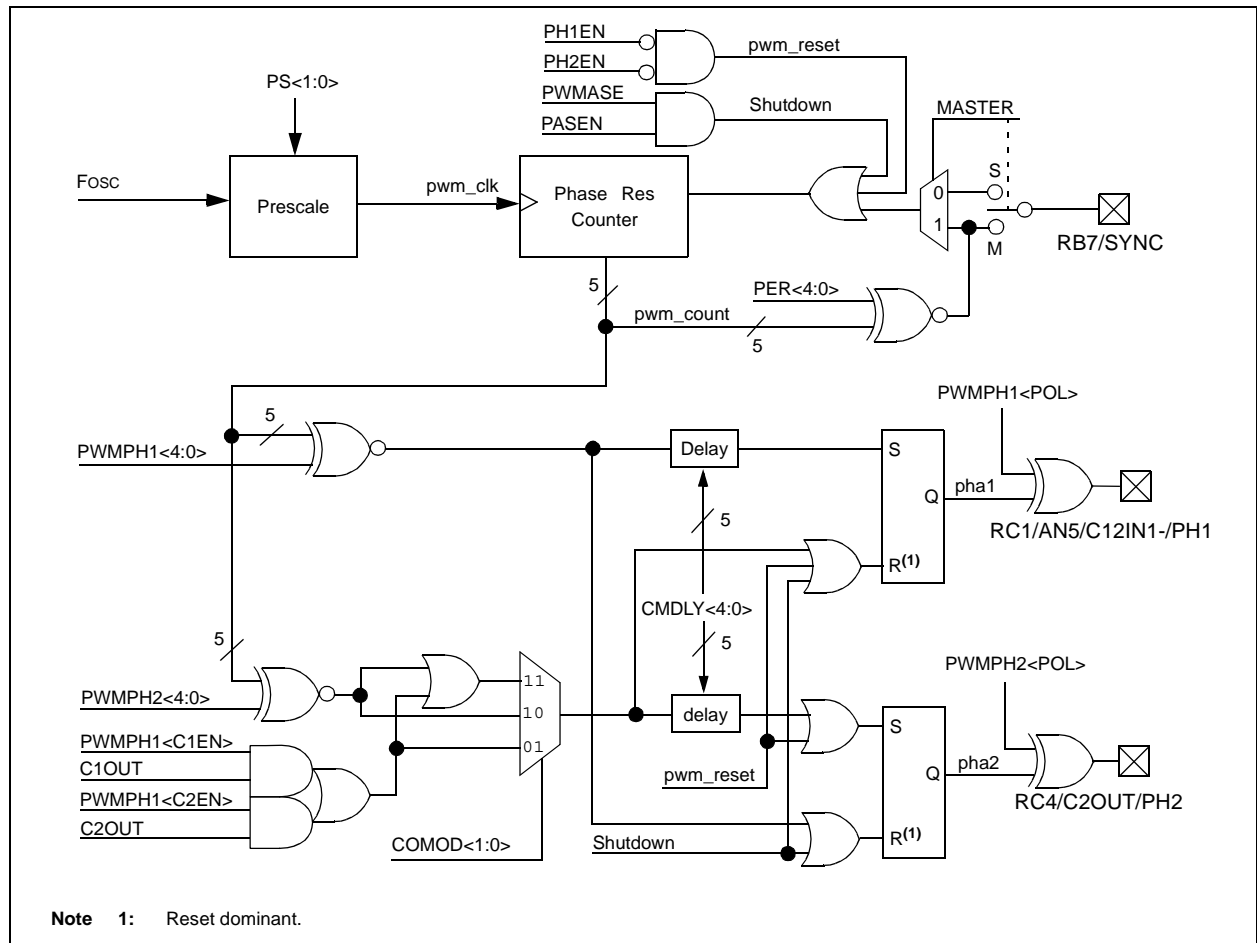 PH1EN
pwm_reset
PH2EN
PS<1:0>
PWMASE
Shutdown
MASTER
PASEN
FOSC
pwm_clk
Prescale
Phase Res
Counter
0
S
1
M
RB7/SYNC
5
PER<4:0>
pwm_count
5
5
PWMPH1<4:0>
Delay
S
PWMPH1<POL>
Q
pha1
RC1/AN5/C12IN1-/PH1
5
R(1)
CMDLY<4:0>
5
5
PWMPH2<4:0>
11
10
01
delay
S
PWMPH2<POL>
PWMPH1<C1EN>
C1OUT
PWMPH1<C2EN>
C2OUT
pwm_reset
Q
pha2
RC4/C2OUT/PH2
COMOD<1:0>
Shutdown
R(1)
Note 1: Reset dominant.